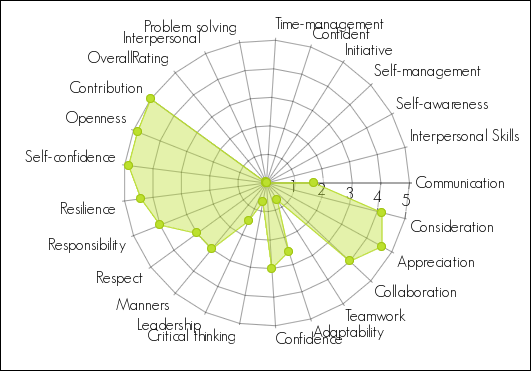 Time-management
Problem solving
Confident
Interpersonal
Initiative
OverallRating
Self-management
Contribution
Self-awareness
Openness
Interpersonal Skills
Self-confidence
Communication
1
2
3
4
5
Resilience
Consideration
Responsibility
Appreciation
Respect
Collaboration
Manners
Teamwork
Leadership
Adaptability
Critical thinking
Confidence